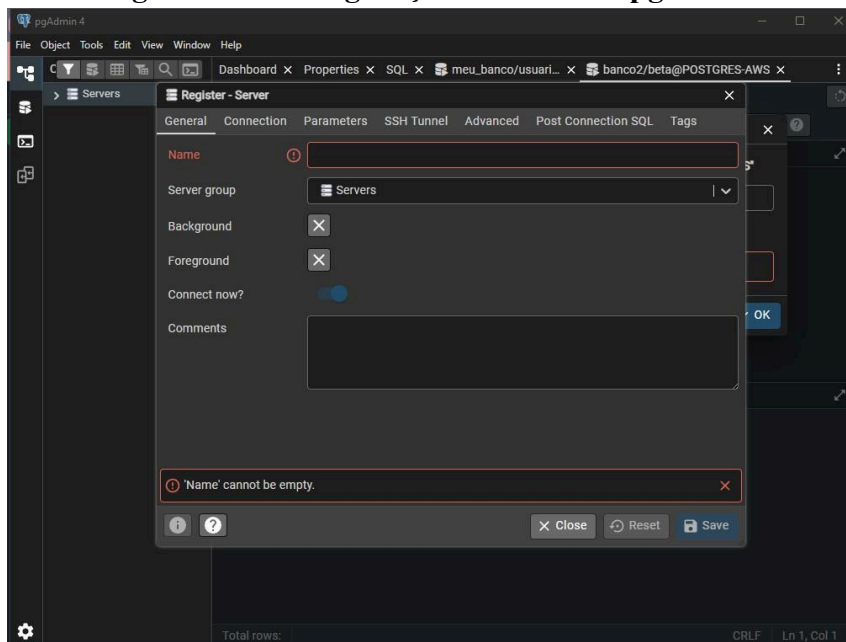 pgAdmin 4
File Object Tools Edit View Window Help
Dashboard Properties SQL meu_banco/usuari... banco2/beta@POSTGRES-AWS
Servers
Register - Server
General Connection Parameters SSH Tunnel Advanced Post Connection SQL Tags
Name
Server group Servers
Background
Foreground
Connect now?
OK
Comments
'Name' cannot be empty.
Close Reset Save
Total rows:
CRLF Ln 1, Col 1